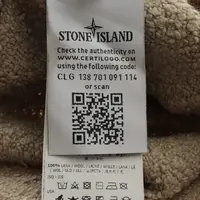 STONE ISLAND
Check the authenticity on
WWW.CERTILOGO.COM
using the following code:
CLG 138 701 091 114
or scan
100%